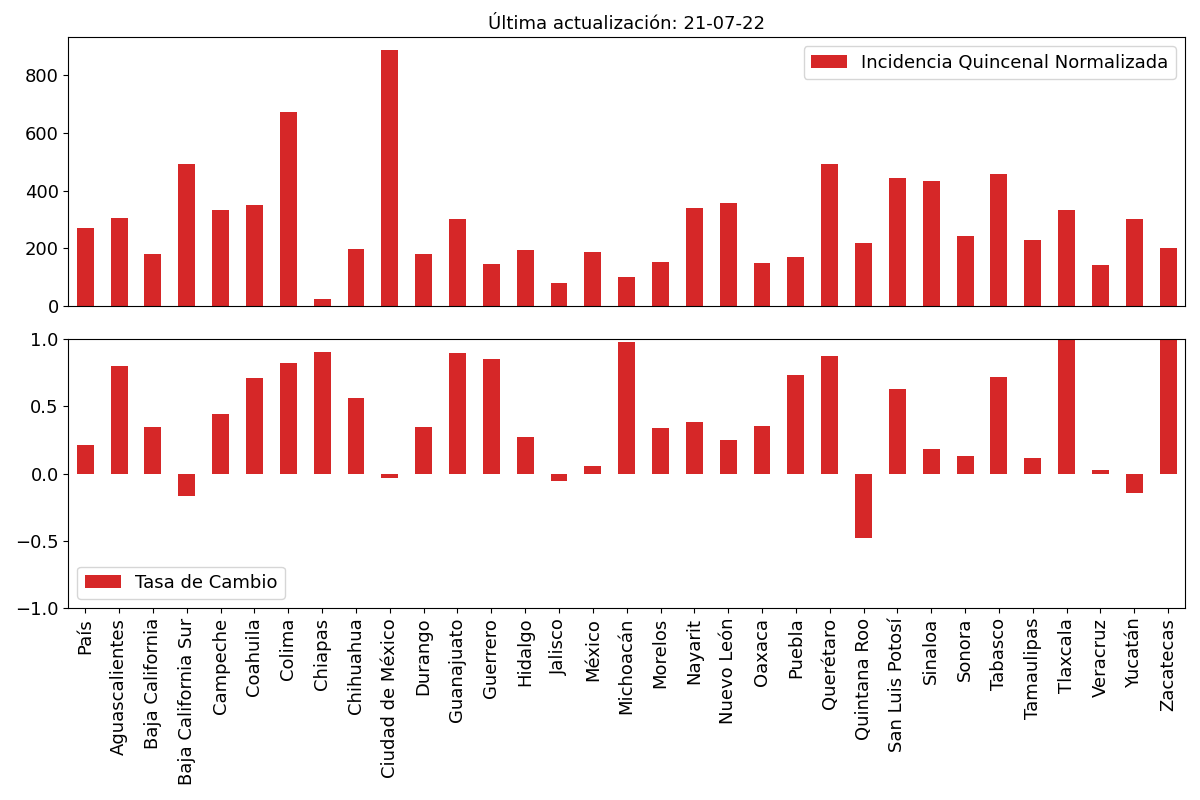 Última actualización: 21-07-22
Incidencia Quincenal Normalizada
800
600
400
200
0
1.0
0.5
0.0
−0.5
−1.0
Tasa de Cambio
País
Aguascalientes
Baja California
Baja California Sur
Campeche
Coahuila
Colima
Chiapas
Chihuahua
Ciudad de México
Durango
Guanajuato
Guerrero
Hidalgo
Jalisco
México
Michoacán
Morelos
Nayarit
Nuevo León
Oaxaca
Puebla
Querétaro
Quintana Roo
San Luis Potosí
Sinaloa
Sonora
Tabasco
Tamaulipas
Tlaxcala
Veracruz
Yucatán
Zacatecas